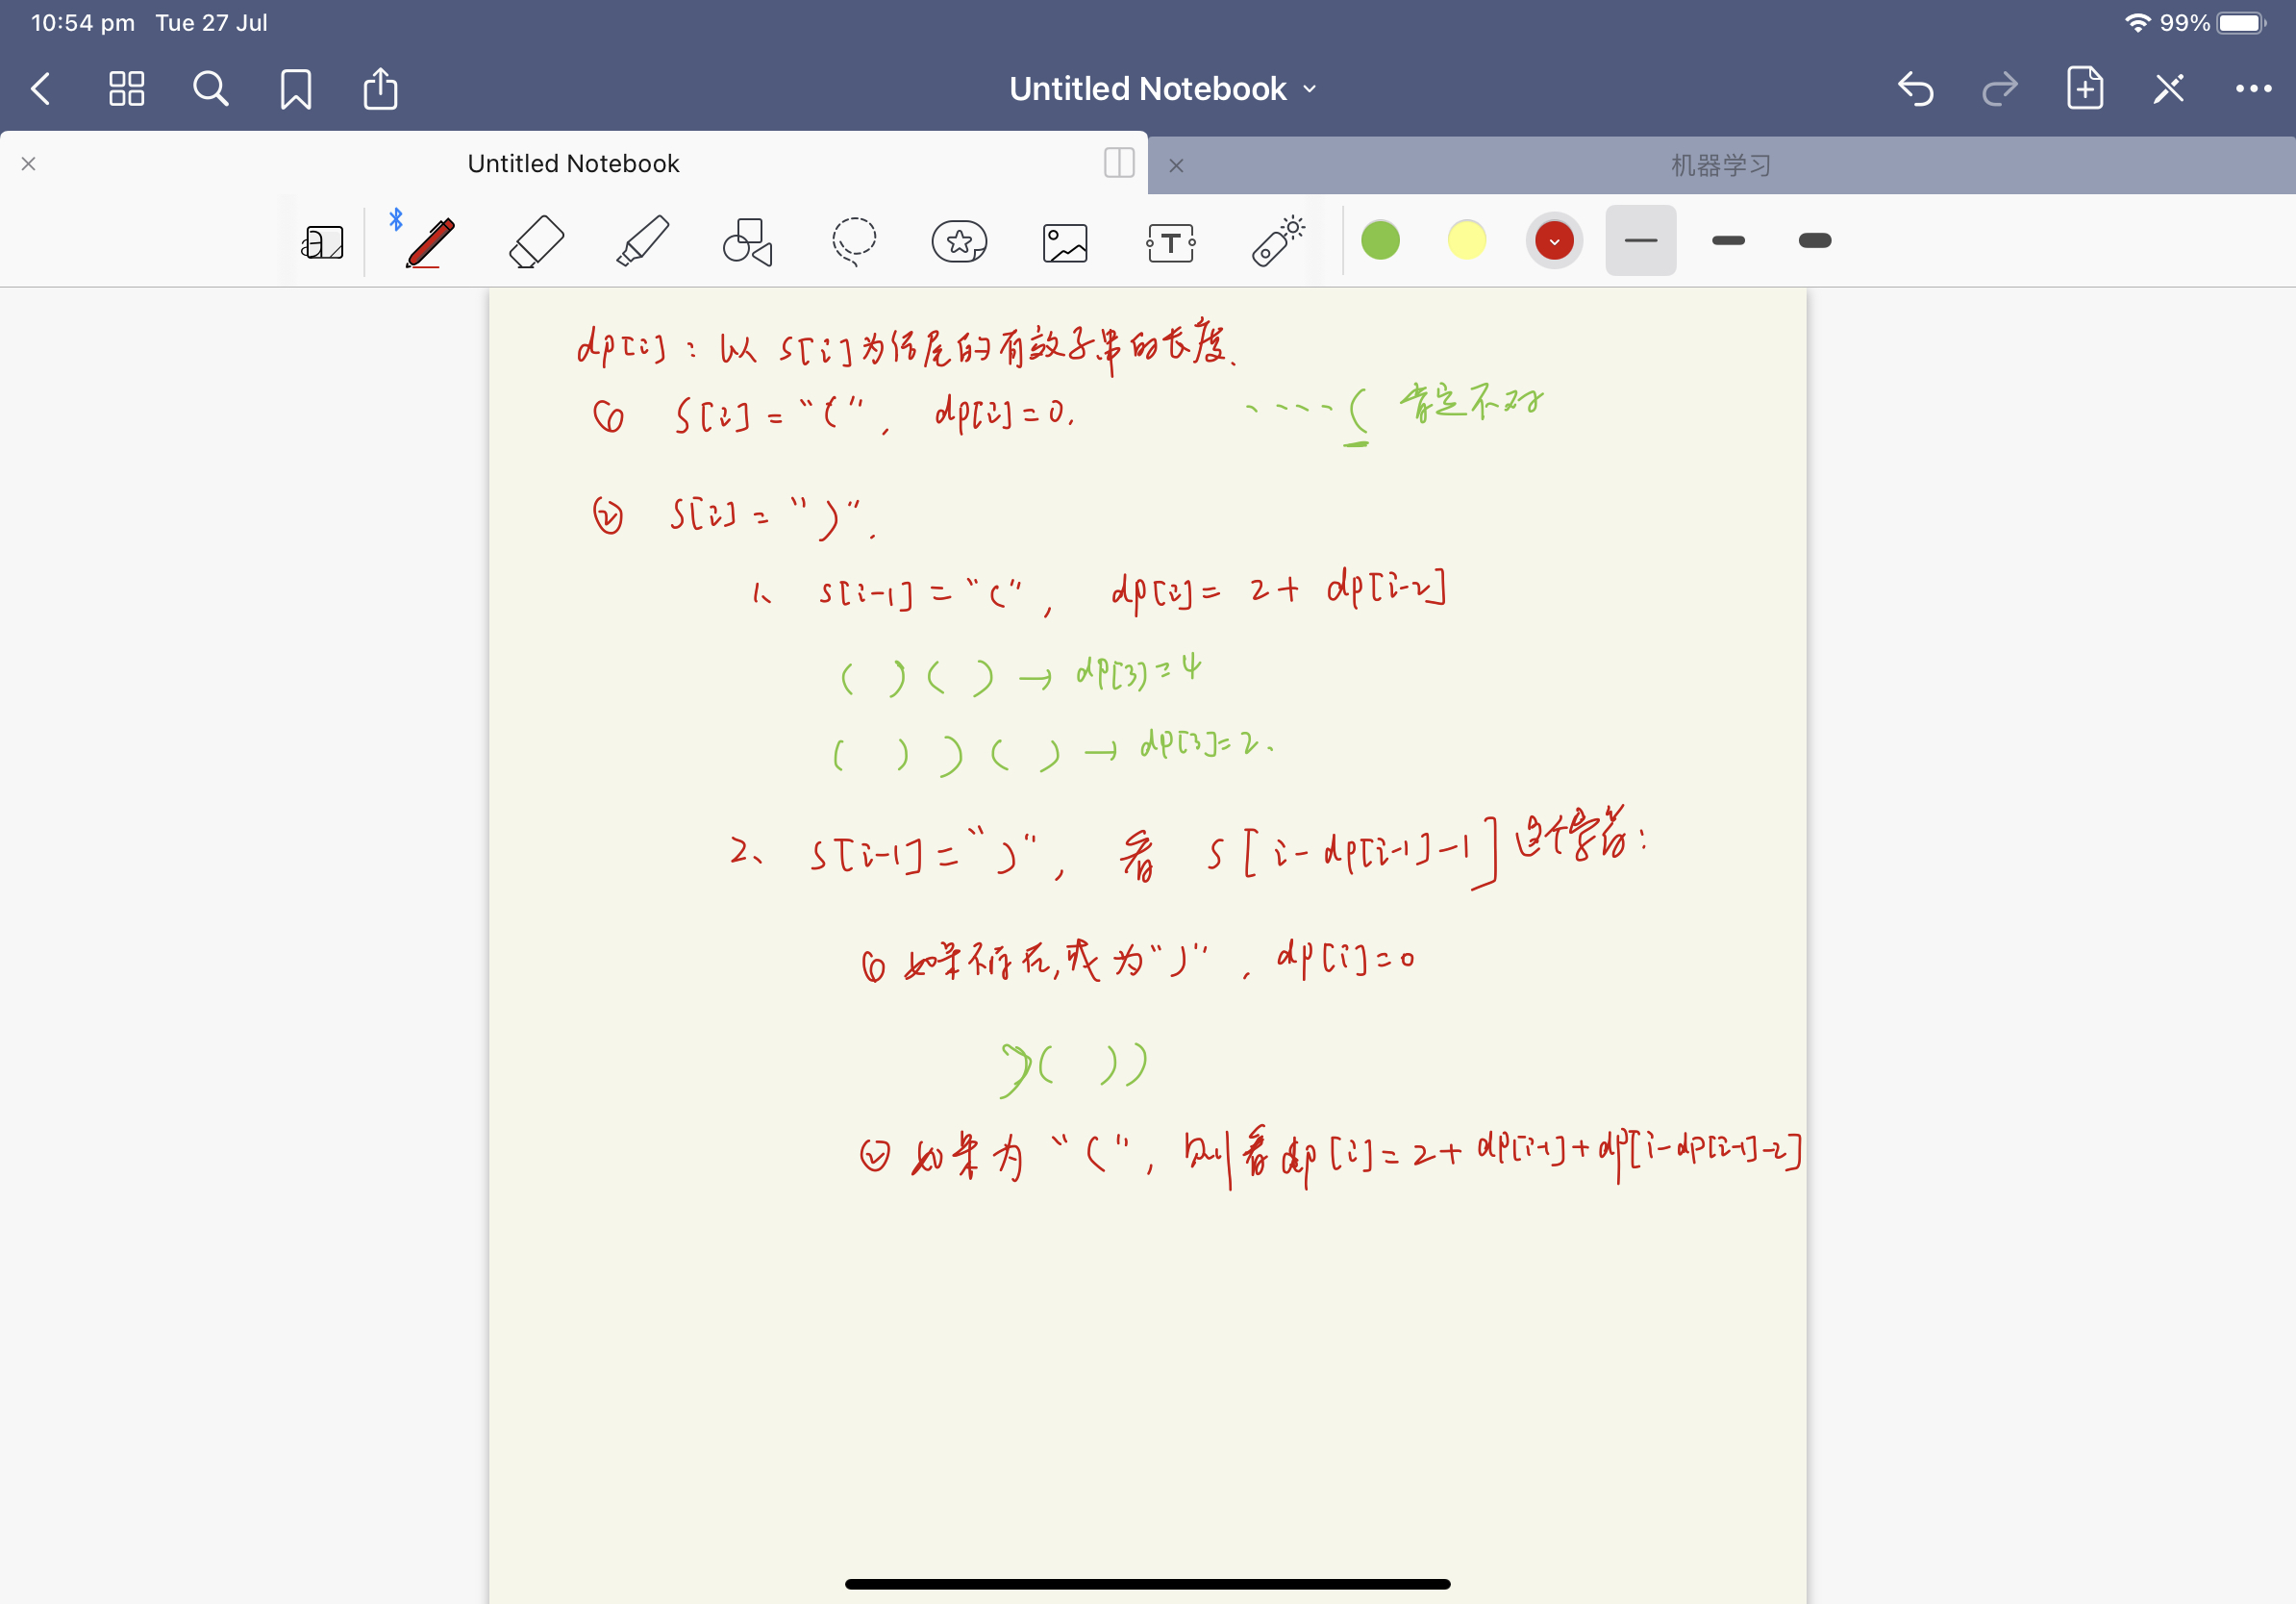 10:54 pm Tue 27 Jul 99%
Untitled Notebook
Untitled Notebook 机器学习
T
dp[i]：以 s[i]为结尾的有效子串的长度.
① S[i] = "(", dp[i]=0. ····( 肯定不对
② S[i] = ")".
1、 s[i-1] = "(", dp[i] = 2 + dp[i-2]
( ) ( ) → dp[3]=4
( ) ) ( ) → dp[3]=2.
2、 s[i-1] = ")", 看 s[i-dp[i-1]-1] 这个字符:
① 如果不存在,或为")", dp[i]=0
)( ))
② 如果为 "(", 则看 dp[i] = 2 + dp[i-1] + dp[i-dp[i-1]-2]